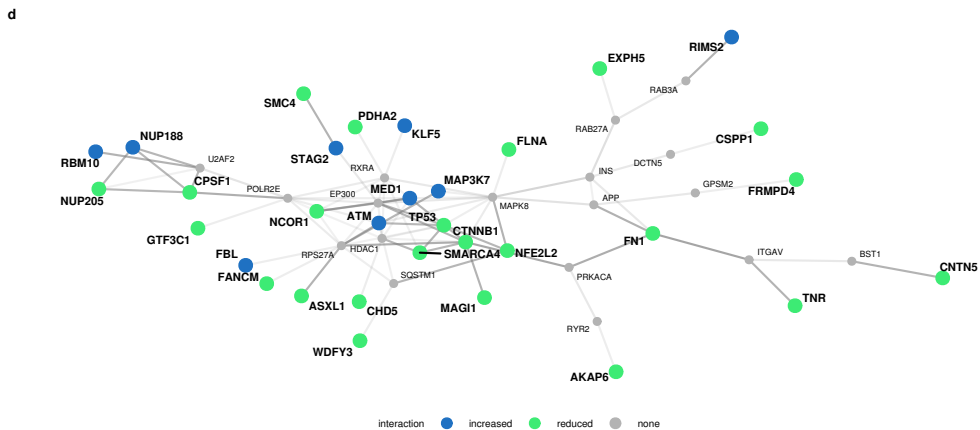 d
RIMS2
EXPH5
RAB3A
SMC4
PDHA2
KLF5
FLNA
RAB27A
CSPP1
NUP188
RBM10
U2AF2
STAG2
RXRA
DCTN5
INS
NUP205
CPSF1
POLR2E
EP300
MED1
MAP3K7
MAPK8
APP
GPSM2
FRMPD4
NCOR1
ATM
TP53
CTNNB1
GTF3C1
FBL
RPS27A
HDAC1
SMARCA4
NFE2L2
FN1
ITGAV
BST1
FANCM
SQSTM1
PRKACA
CNTN5
ASXL1
CHD5
MAGI1
TNR
RYR2
WDFY3
AKAP6
interaction increased reduced none